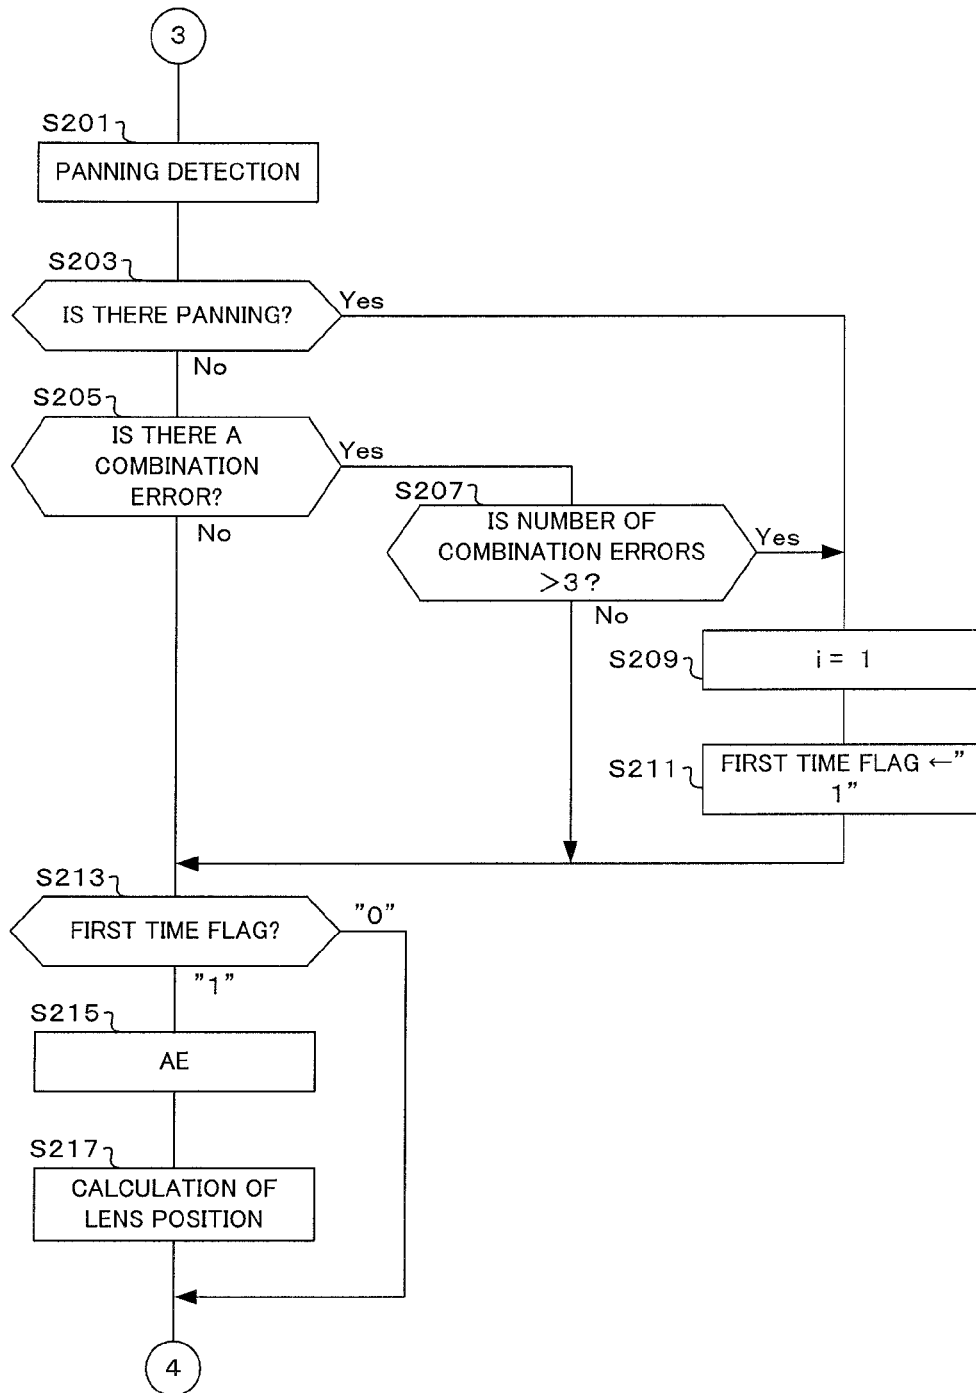 3
S201
PANNING DETECTION
S203
IS THERE PANNING?
Yes
No
S205
IS THERE A
COMBINATION
ERROR?
Yes
No
S207
IS NUMBER OF
COMBINATION ERRORS
＞3?
Yes
No
S209
i = 1
S211
FIRST TIME FLAG ←"
1"
S213
FIRST TIME FLAG?
"0"
"1"
S215
AE
S217
CALCULATION OF
LENS POSITION
4